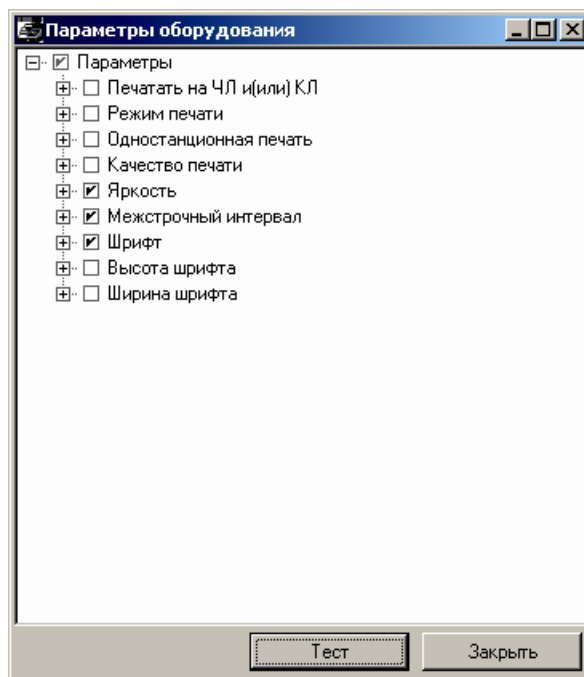 Параметры оборудования
Параметры
Печатать на ЧЛ и(или) КЛ
Режим печати
Одностанционная печать
Качество печати
Яркость
Межстрочный интервал
Шрифт
Высота шрифта
Ширина шрифта
Тест Закрыть